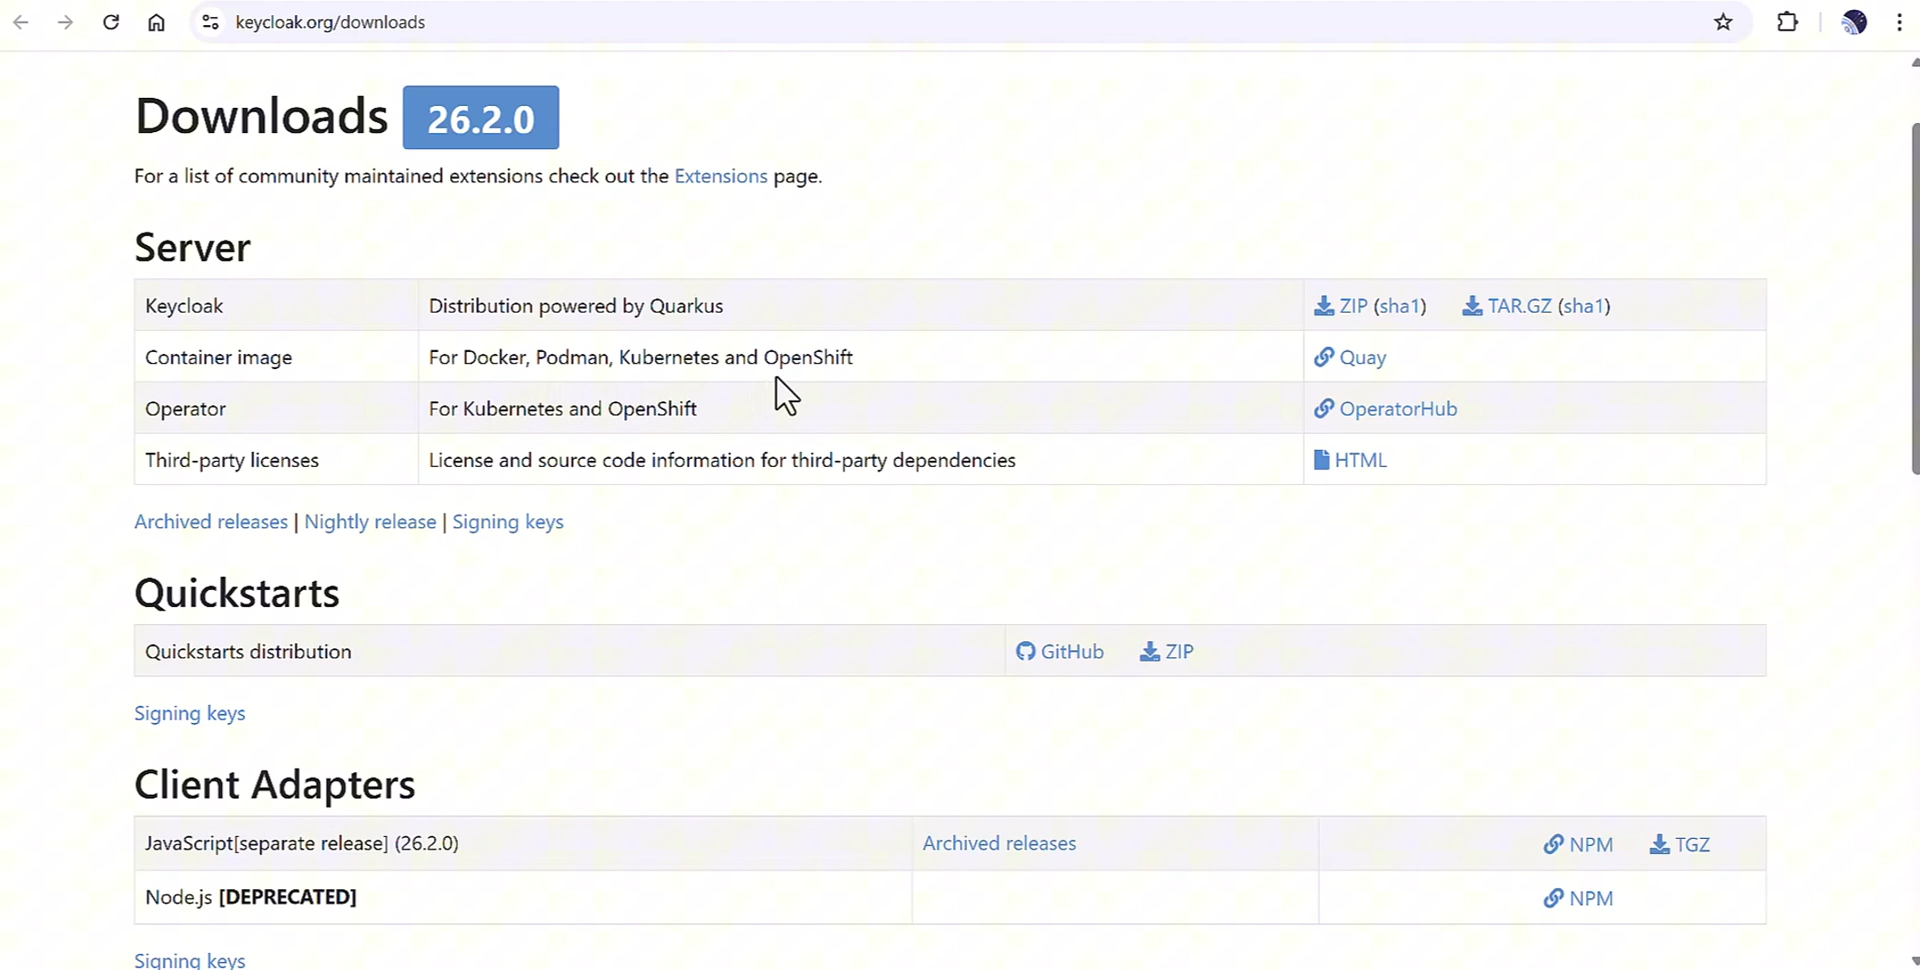 keycloak.org/downloads
Downloads 26.2.0
For a list of community maintained extensions check out the Extensions page.
Server
Keycloak Distribution powered by Quarkus ZIP (sha1) TAR.GZ (sha1)
Container image For Docker, Podman, Kubernetes and OpenShift Quay
Operator For Kubernetes and OpenShift OperatorHub
Third-party licenses License and source code information for third-party dependencies HTML
Archived releases | Nightly release | Signing keys
Quickstarts
Quickstarts distribution GitHub ZIP
Signing keys
Client Adapters
JavaScript[separate release] (26.2.0) Archived releases NPM TGZ
Node.js [DEPRECATED] NPM
Signing keys